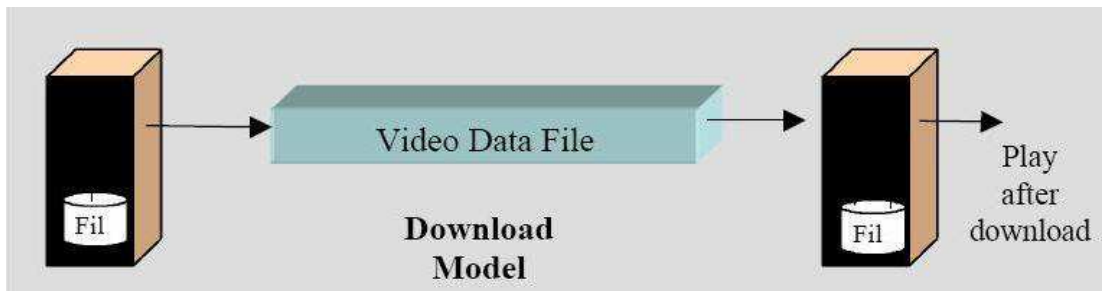 Fil
Video Data File
Download
Model
Fil
Play
after
download